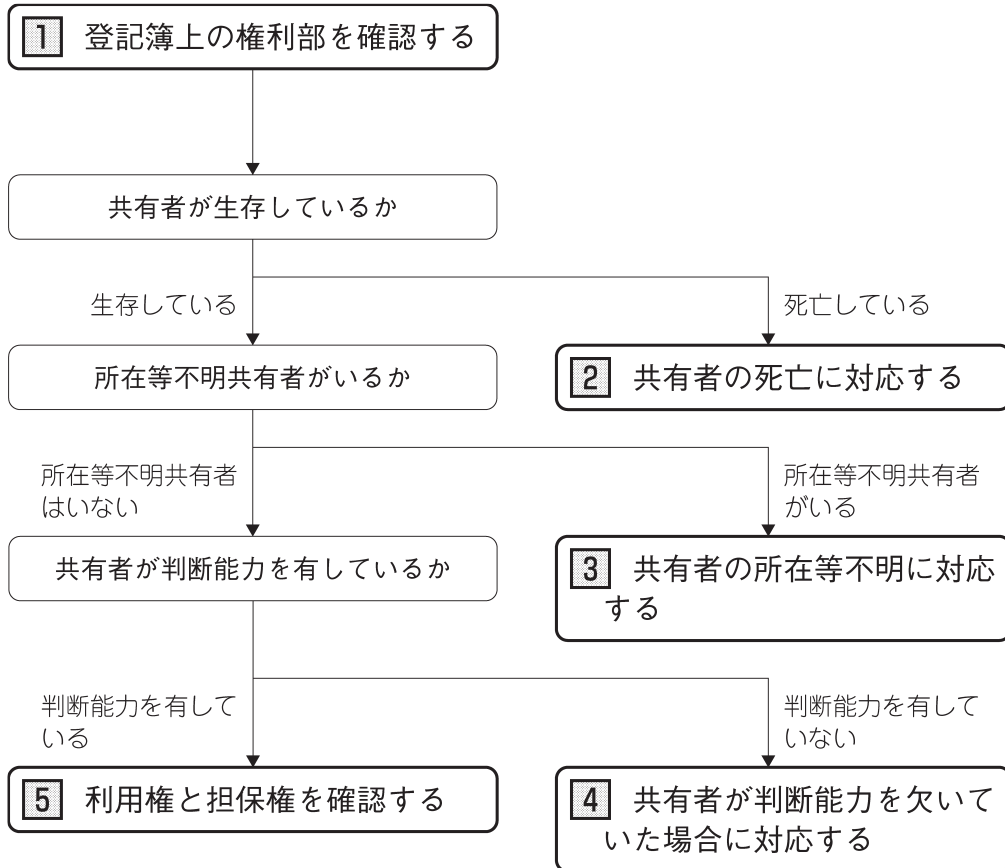 1 登記簿上の権利部を確認する
共有者が生存しているか
生存している
死亡している
所在等不明共有者がいるか
2 共有者の死亡に対応する
所在等不明共有者
はいない
所在等不明共有者
がいる
共有者が判断能力を有しているか
3 共有者の所在等不明に対応
する
判断能力を有して
いる
判断能力を有して
いない
5 利用権と担保権を確認する
4 共有者が判断能力を欠いて
いた場合に対応する